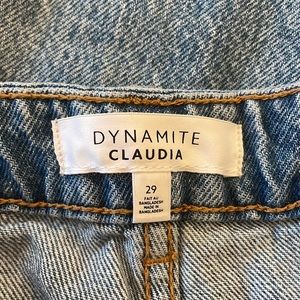 DYNAMITE
CLAUDIA
29
FAIT AU
BANGLADESH
MADE IN
BANGLADESH